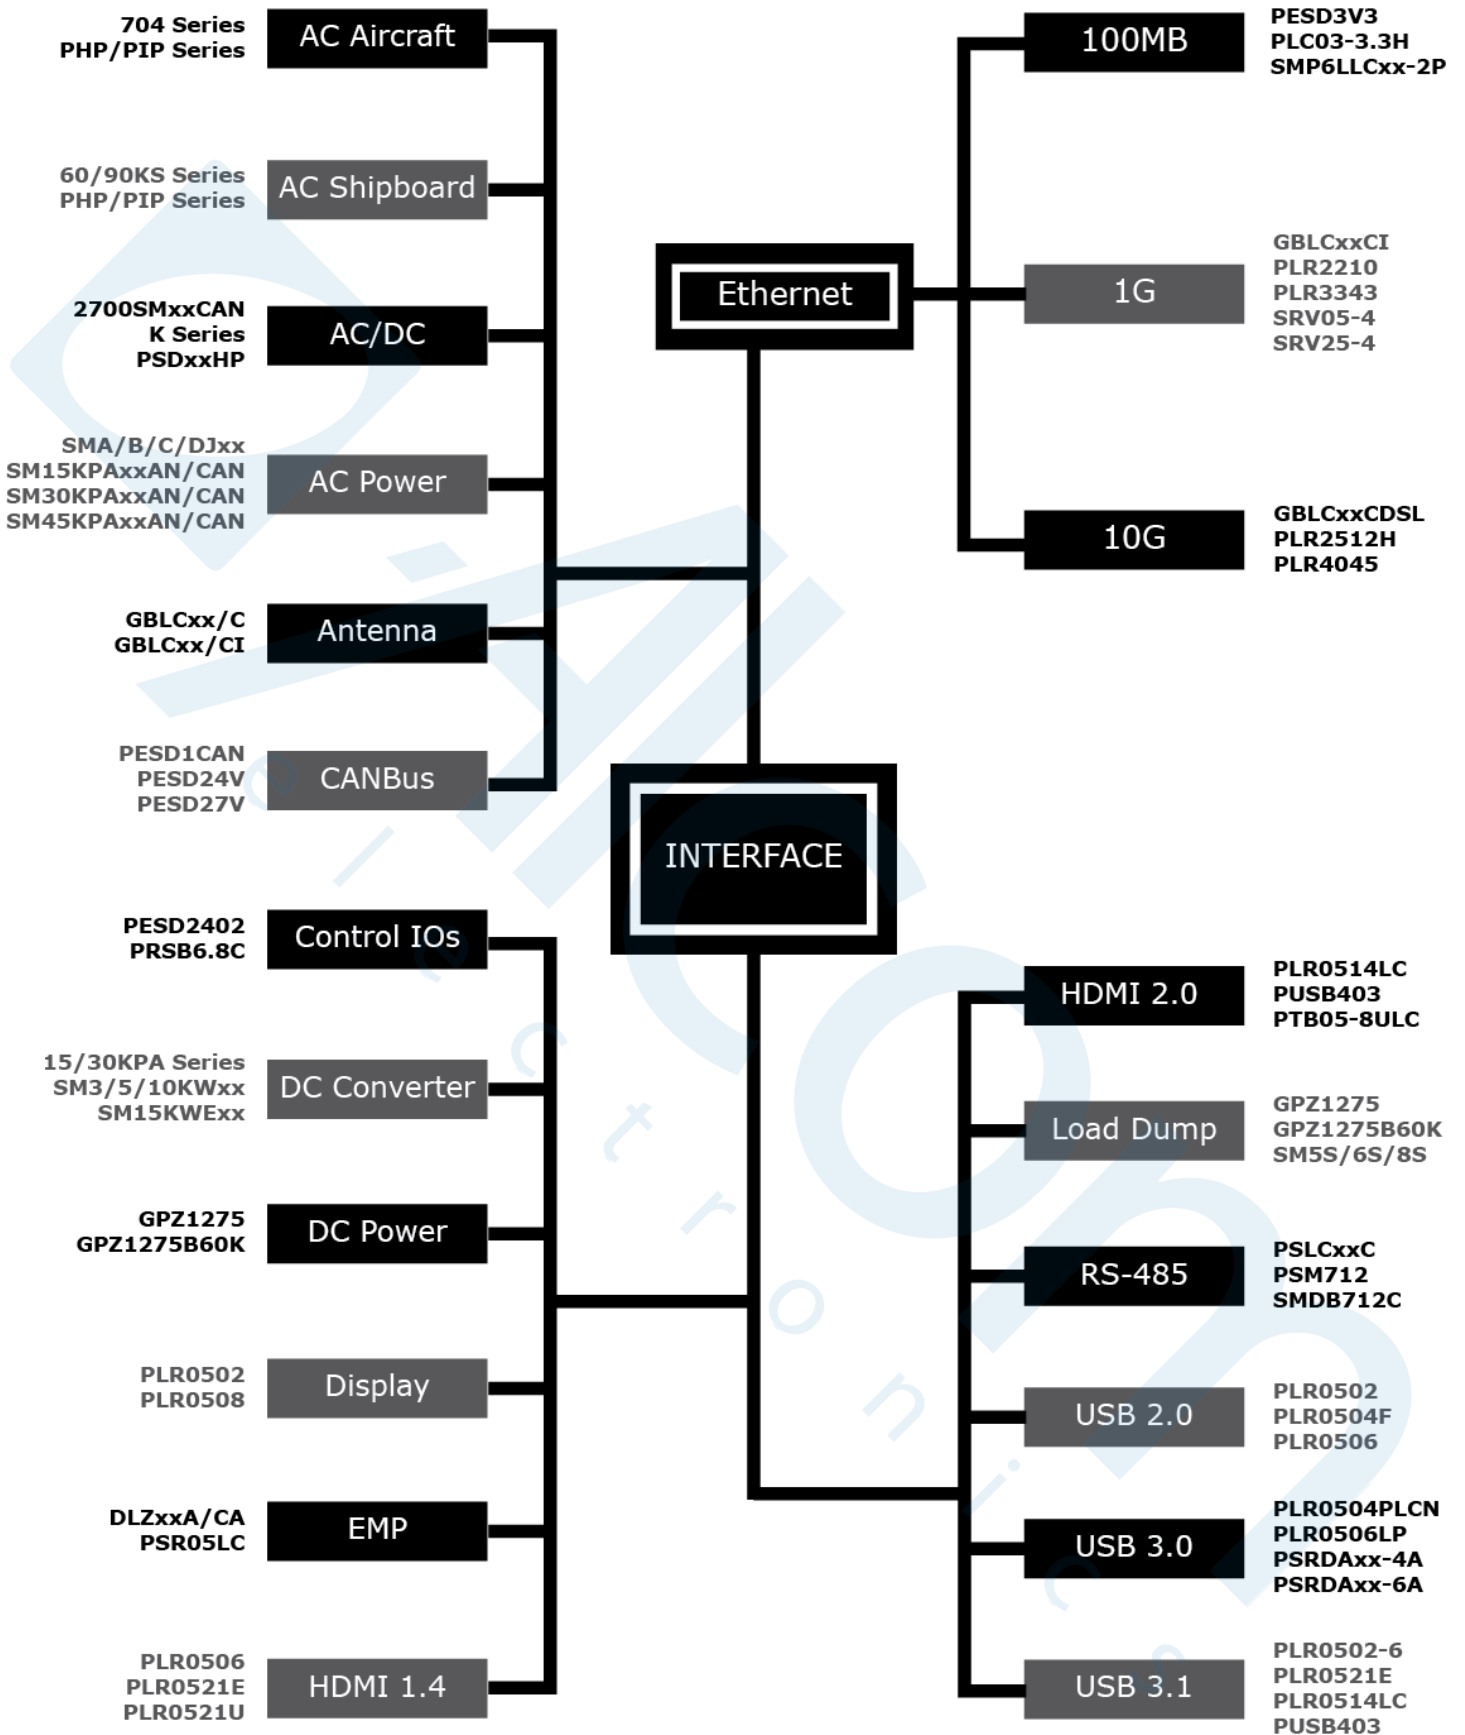 704 Series
PHP/PIP Series
AC Aircraft
60/90KS Series
PHP/PIP Series
AC Shipboard
2700SMxxCAN
K Series
PSDxxHP
AC/DC
SMA/B/C/DJxx
SM15KPAxxAN/CAN
SM30KPAxxAN/CAN
SM45KPAxxAN/CAN
AC Power
GBLCxx/C
GBLCxx/CI
Antenna
PESD1CAN
PESD24V
PESD27V
CANBus
Ethernet
100MB
PESD3V3
PLC03-3.3H
SMP6LLCxx-2P
1G
GBLCxxCI
PLR2210
PLR3343
SRV05-4
SRV25-4
10G
GBLCxxCDSL
PLR2512H
PLR4045
INTERFACE
PESD2402
PRSB6.8C
Control IOs
15/30KPA Series
SM3/5/10KWxx
SM15KWExx
DC Converter
GPZ1275
GPZ1275B60K
DC Power
PLR0502
PLR0508
Display
DLZxxA/CA
PSR05LC
EMP
PLR0506
PLR0521E
PLR0521U
HDMI 1.4
HDMI 2.0
PLR0514LC
PUSB403
PTB05-8ULC
Load Dump
GPZ1275
GPZ1275B60K
SM5S/6S/8S
RS-485
PSLCxxC
PSM712
SMDB712C
USB 2.0
PLR0502
PLR0504F
PLR0506
USB 3.0
PLR0504PLCN
PLR0506LP
PSRDAxx-4A
PSRDAxx-6A
USB 3.1
PLR0502-6
PLR0521E
PLR0514LC
PUSB403
FALCOn
electronics